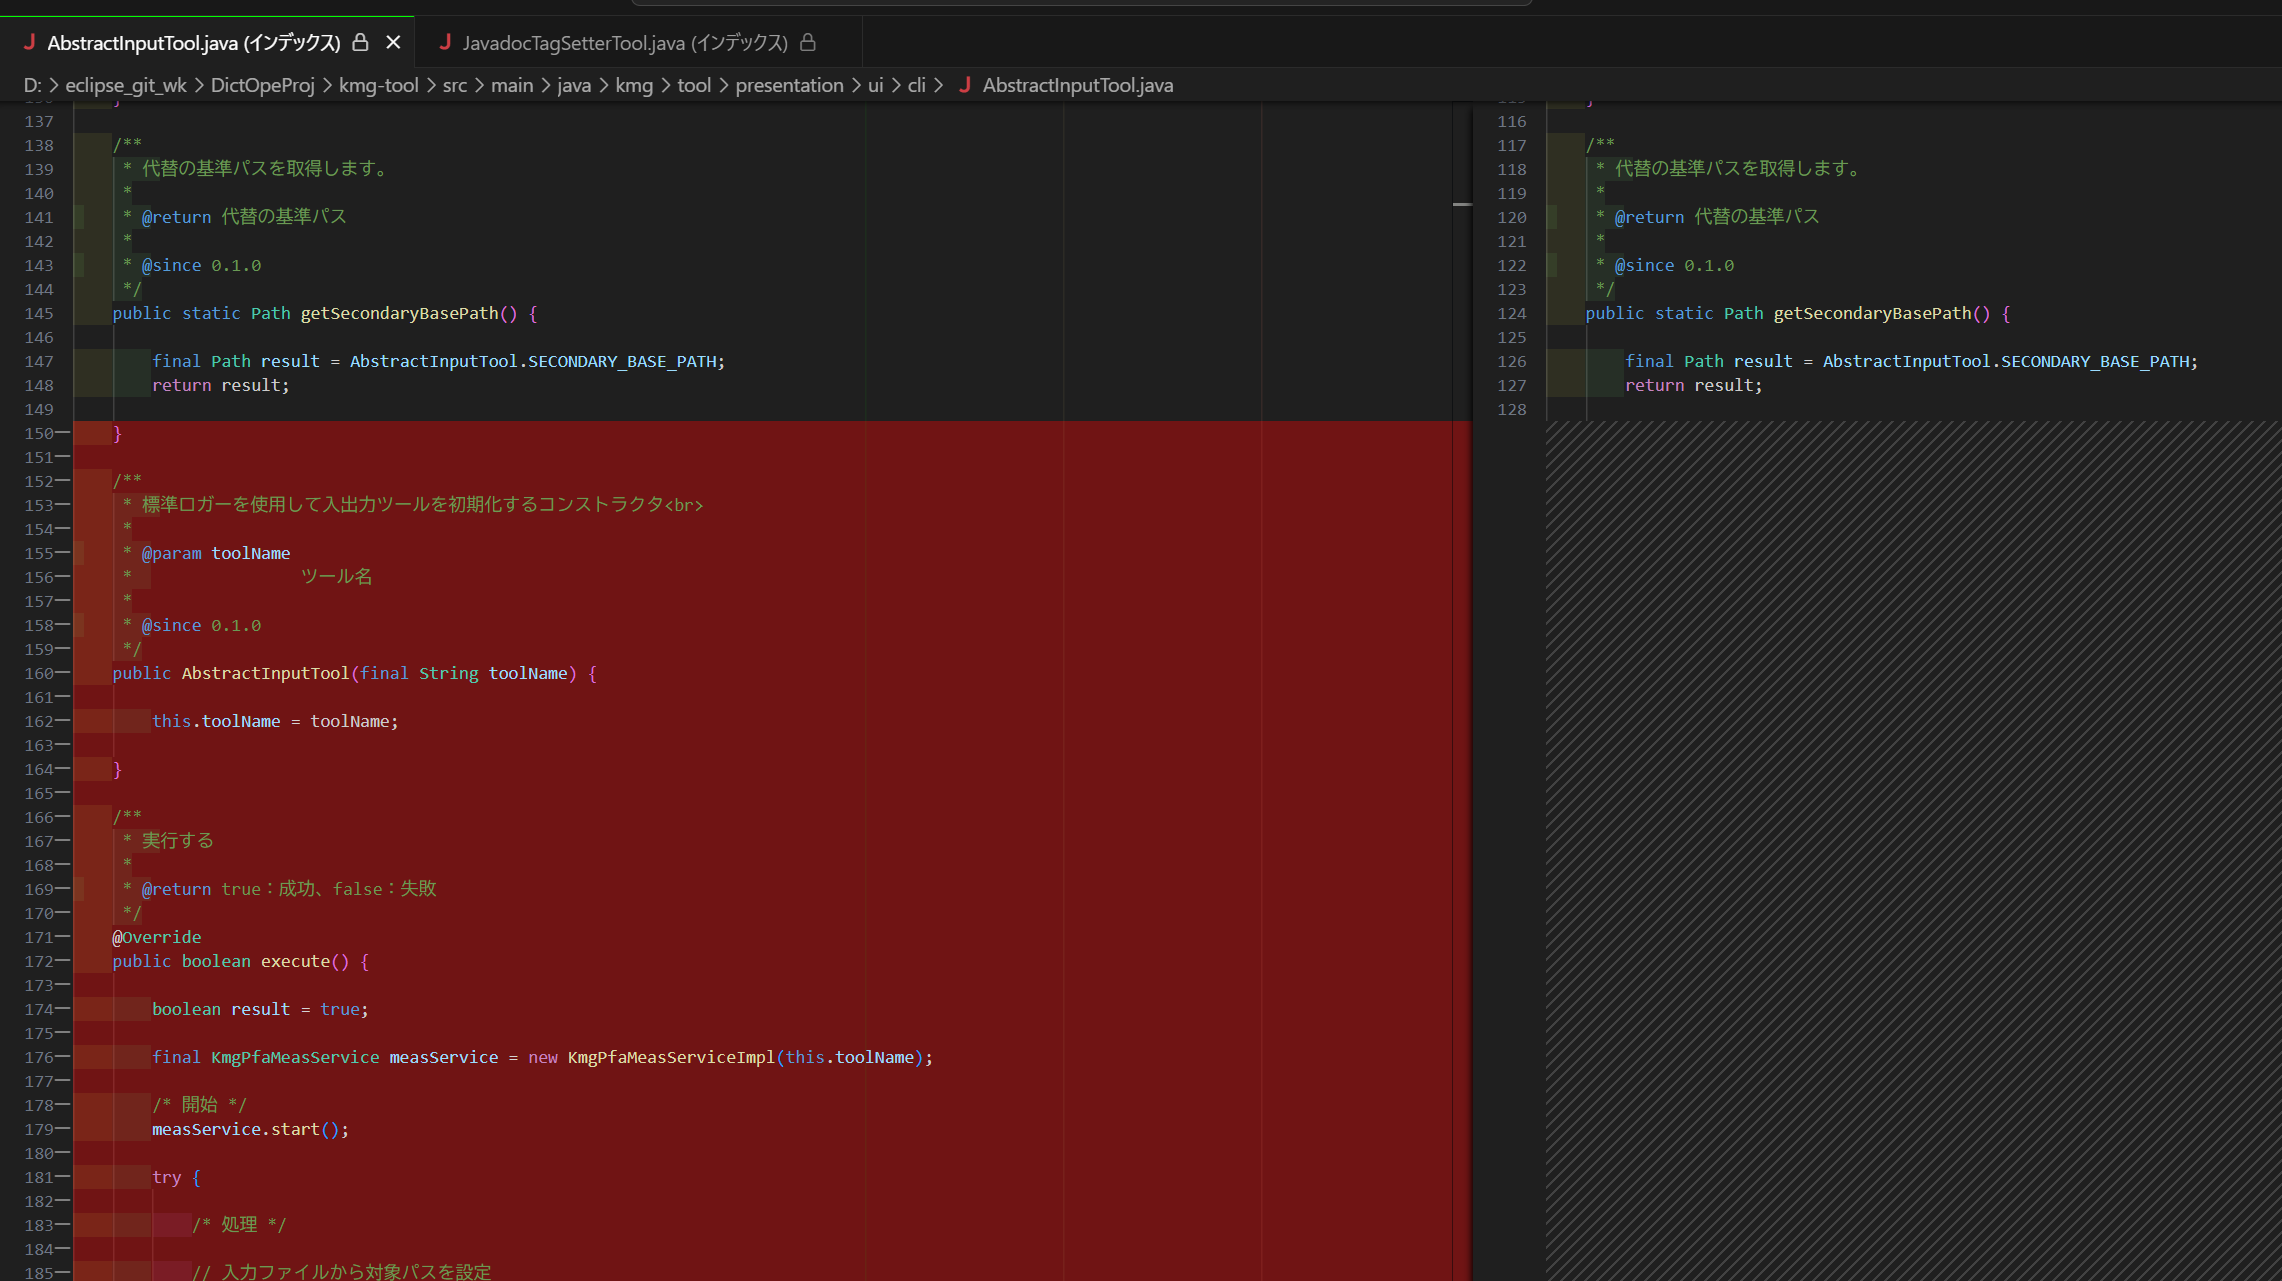 AbstractInputTool.java (インデックス)
JavadocTagSetterTool.java (インデックス)
D: > eclipse_git_wk > DictOpeProj > kmg-tool > src > main > java > kmg > tool > presentation > ui > cli > J AbstractInputTool.java
137
138 /**
139 * 代替の基準パスを取得します。
140 *
141 * @return 代替の基準パス
142 *
143 * @since 0.1.0
144 */
145 public static Path getSecondaryBasePath() {
146
147 final Path result = AbstractInputTool.SECONDARY_BASE_PATH;
148 return result;
149
150— }
151—
152— /**
153— * 標準ロガーを使用して入出力ツールを初期化するコンストラクタ<br>
154— *
155— * @param toolName
156— * ツール名
157— *
158— * @since 0.1.0
159— */
160— public AbstractInputTool(final String toolName) {
161—
162— this.toolName = toolName;
163—
164— }
165—
166— /**
167— * 実行する
168— *
169— * @return true：成功、false：失敗
170— */
171— @Override
172— public boolean execute() {
173—
174— boolean result = true;
175—
176— final KmgPfaMeasService measService = new KmgPfaMeasServiceImpl(this.toolName);
177—
178— /* 開始 */
179— measService.start();
180—
181— try {
182—
183— /* 処理 */
184—
185— // 入力ファイルから対象パスを設定
116
117 /**
118 * 代替の基準パスを取得します。
119 *
120 * @return 代替の基準パス
121 *
122 * @since 0.1.0
123 */
124 public static Path getSecondaryBasePath() {
125
126 final Path result = AbstractInputTool.SECONDARY_BASE_PATH;
127 return result;
128